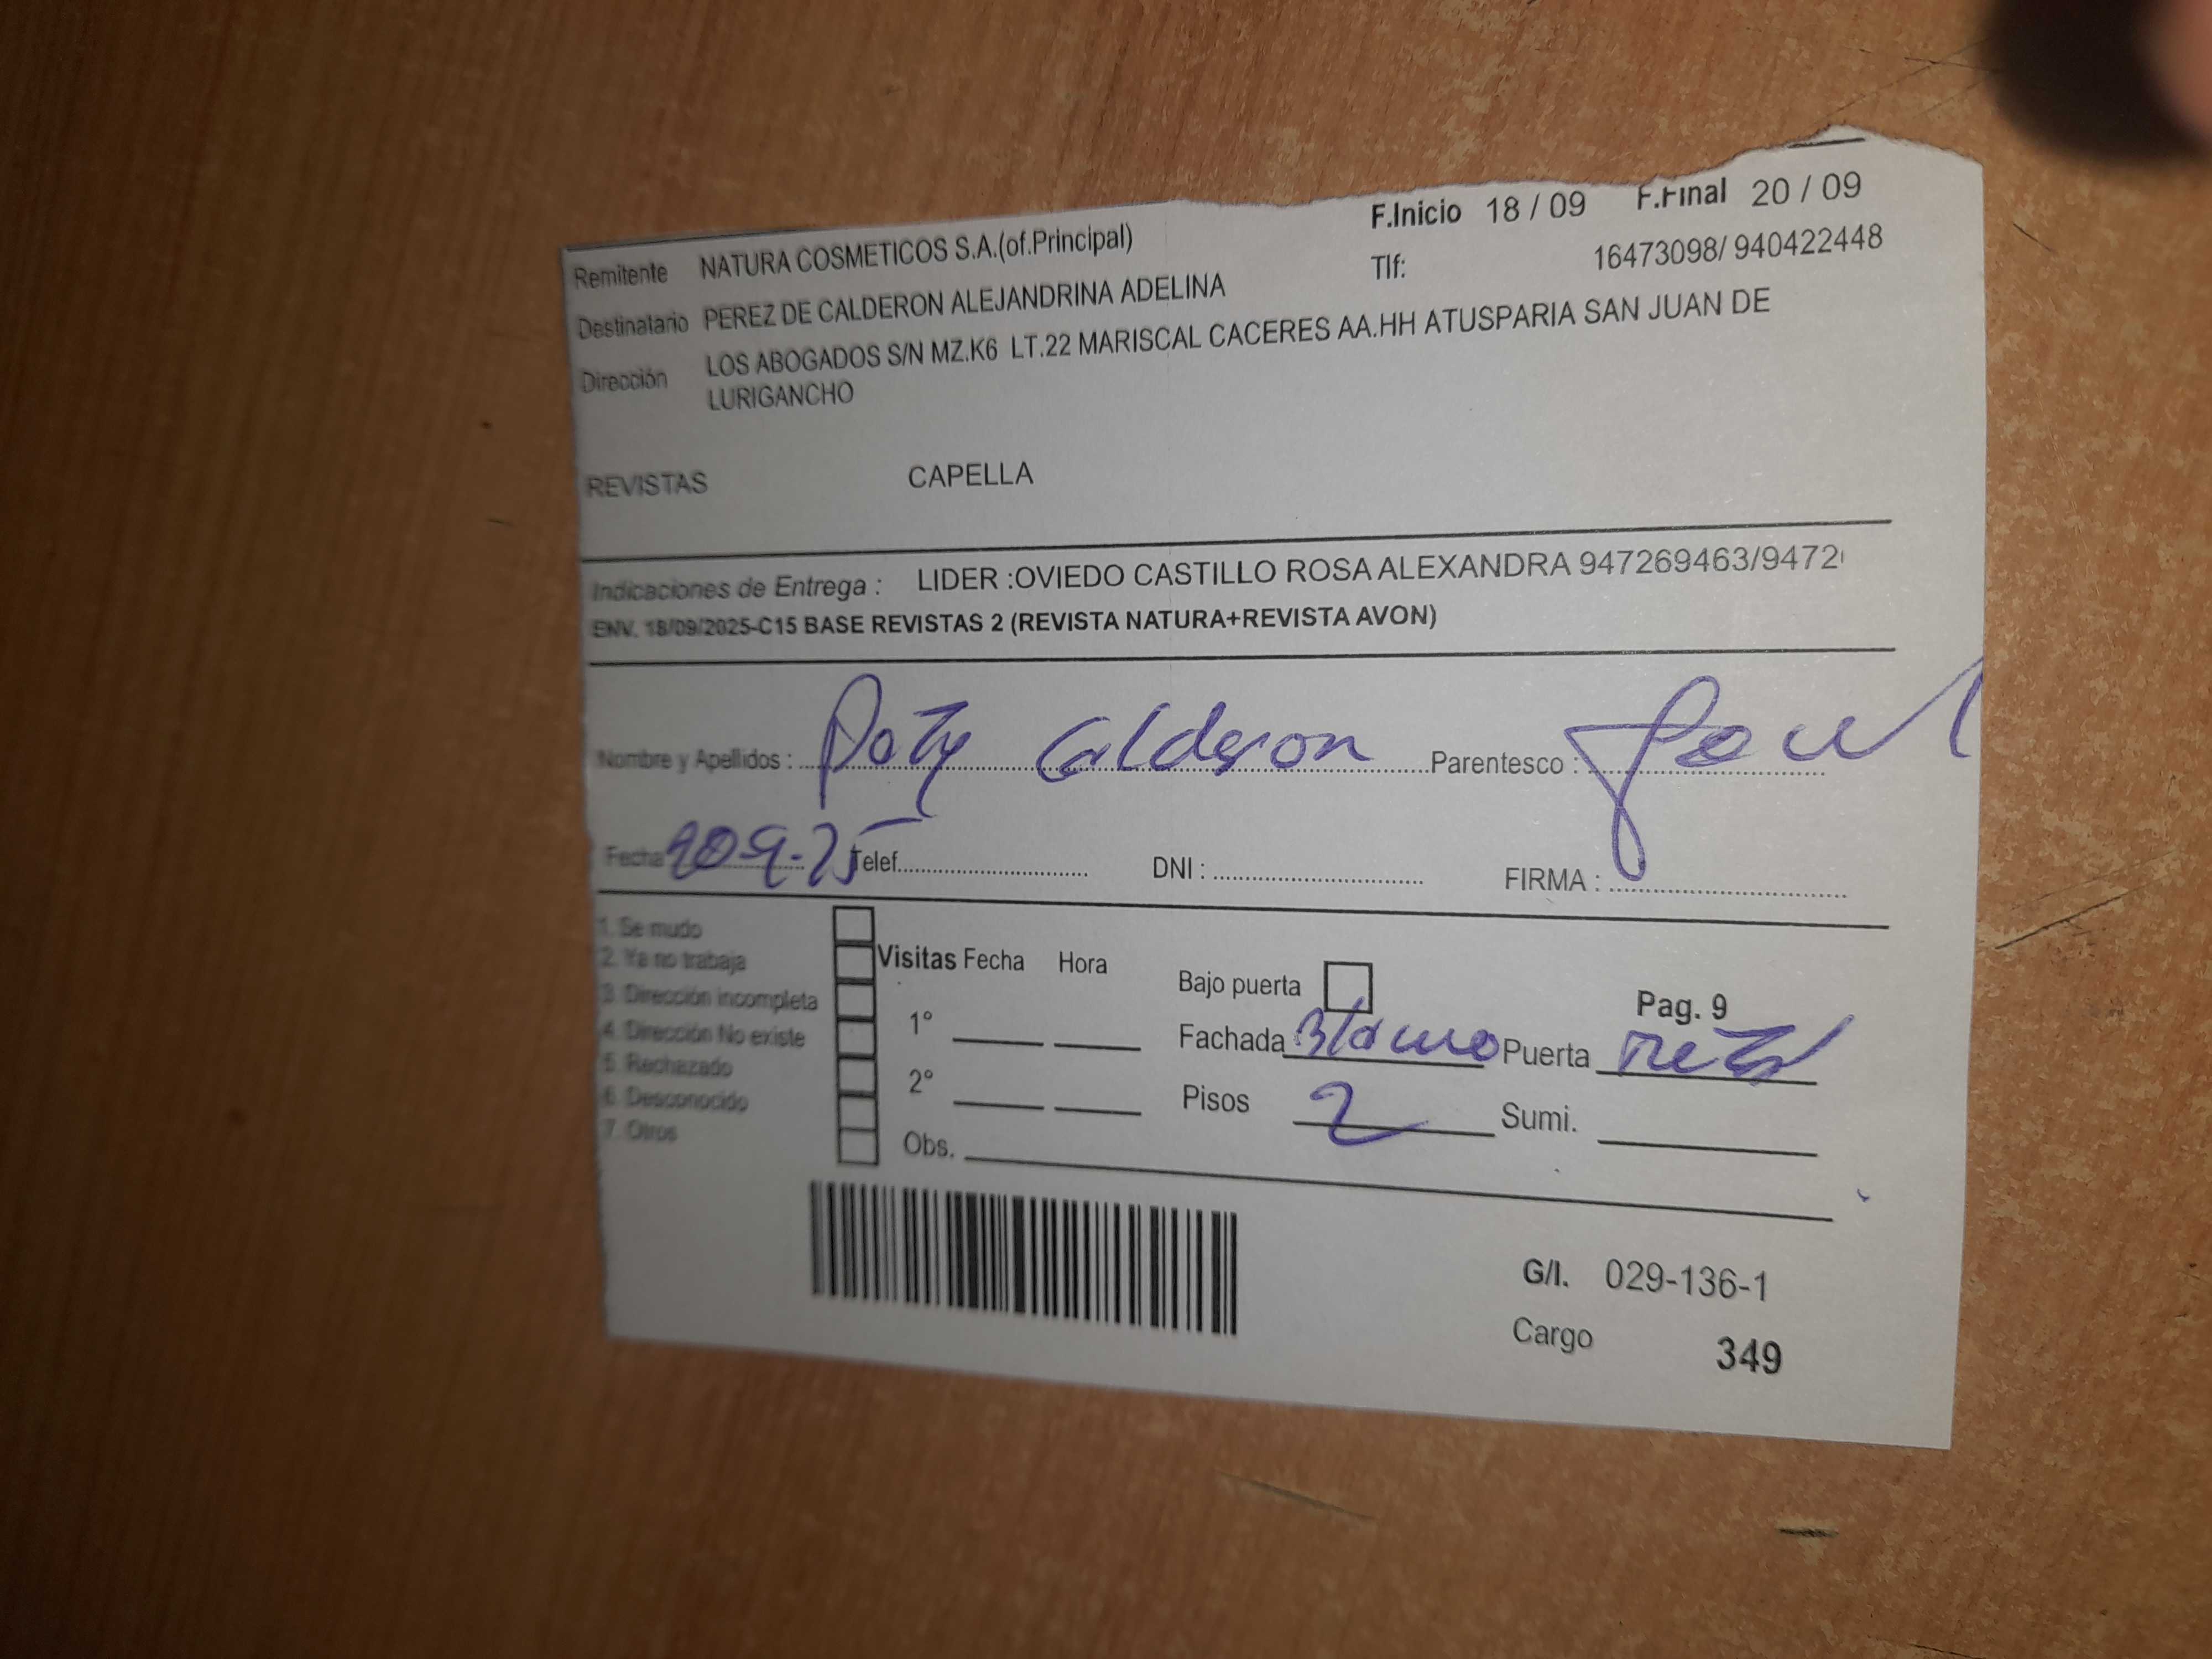 F.Inicio 18 / 09 F.Final 20 / 09
Remitente NATURA COSMETICOS S.A.(of.Principal)
Tlf: 16473098/ 940422448
Destinatario PEREZ DE CALDERON ALEJANDRINA ADELINA
Dirección LOS ABOGADOS S/N MZ.K6 LT.22 MARISCAL CACERES AA.HH ATUSPARIA SAN JUAN DE
LURIGANCHO
REVISTAS CAPELLA
Indicaciones de Entrega : LIDER :OVIEDO CASTILLO ROSA ALEXANDRA 947269463/9472
ENV. 18/09/2025-C15 BASE REVISTAS 2 (REVISTA NATURA+REVISTA AVON)
Nombre y Apellidos : Paty Calderon Parentesco :
Fecha Telef. DNI : FIRMA :
1. Se mudo
2. Ya no trabaja
3. Dirección incompleta
4. Dirección No existe
5. Rechazado
6. Desconocido
7. Otros
Visitas Fecha Hora
1°
2°
Obs.
Bajo puerta Pag. 9
Fachada Blanco Puerta metal
Pisos 2 Sumi.
G/I. 029-136-1
Cargo 349